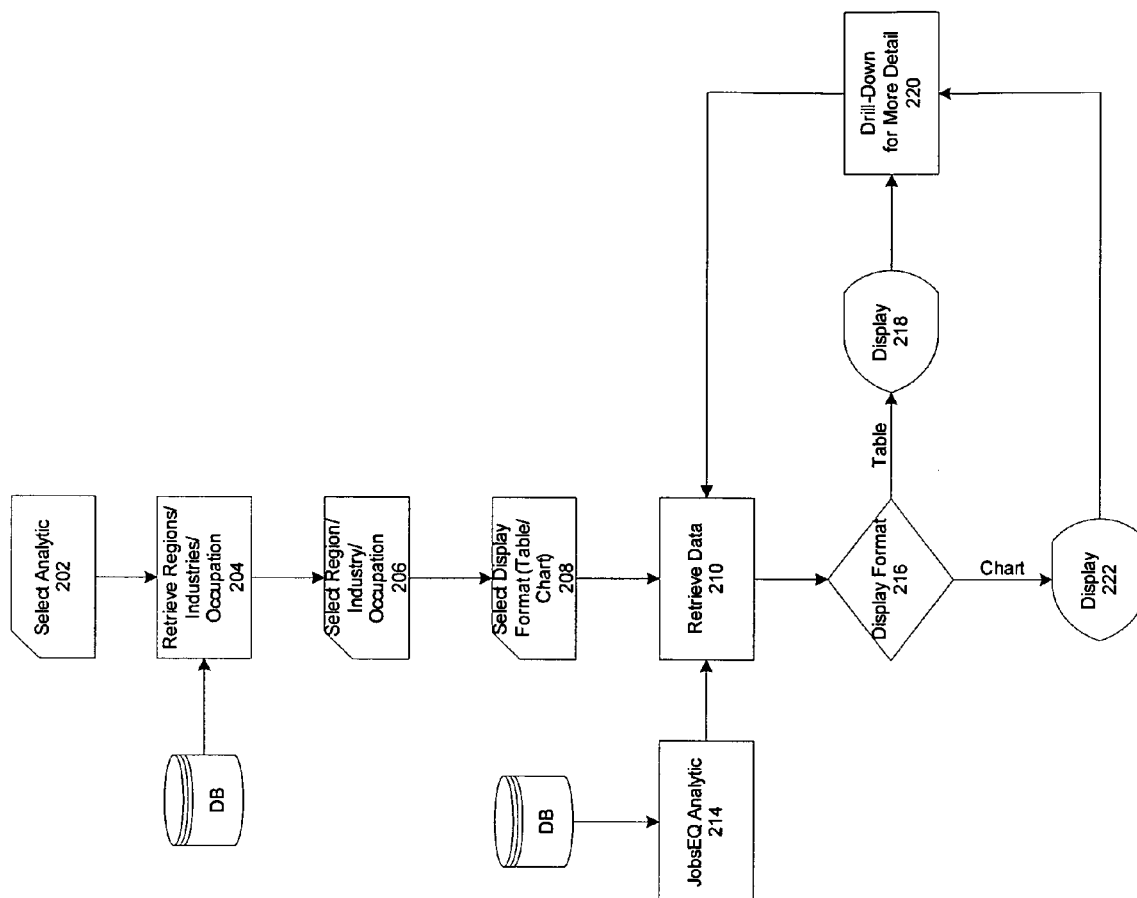 Select Analytic
202
Retrieve Regions/
Industries/
Occupation
204
DB
Select Region/
Industry/
Occupation
206
Select Display
Format (Table/
Chart)
208
Retrieve Data
210
DB
JobsEQ Analytic
214
Display Format
216
Table
Display
218
Drill-Down
for More Detail
220
Chart
Display
222